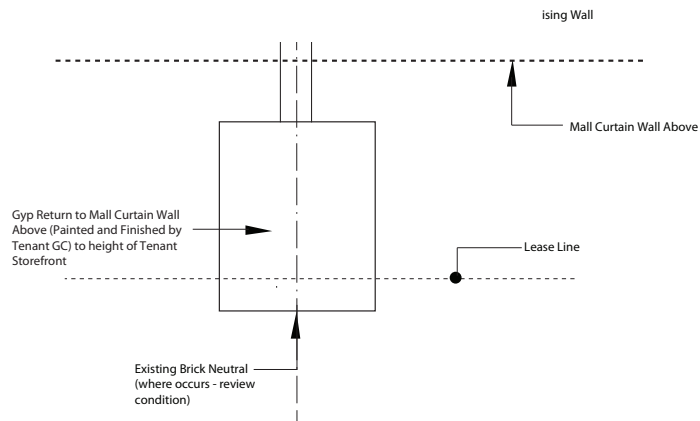 ising Wall
Mall Curtain Wall Above
Gyp Return to Mall Curtain Wall
Above (Painted and Finished by
Tenant GC) to height of Tenant
Storefront
Lease Line
Existing Brick Neutral
(where occurs - review
condition)